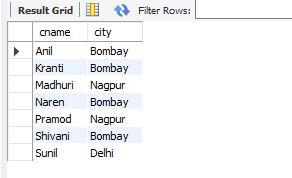 Result Grid Filter Rows:
cname city
Anil Bombay
Kranti Bombay
Madhuri Nagpur
Naren Bombay
Pramod Nagpur
Shivani Bombay
Sunil Delhi